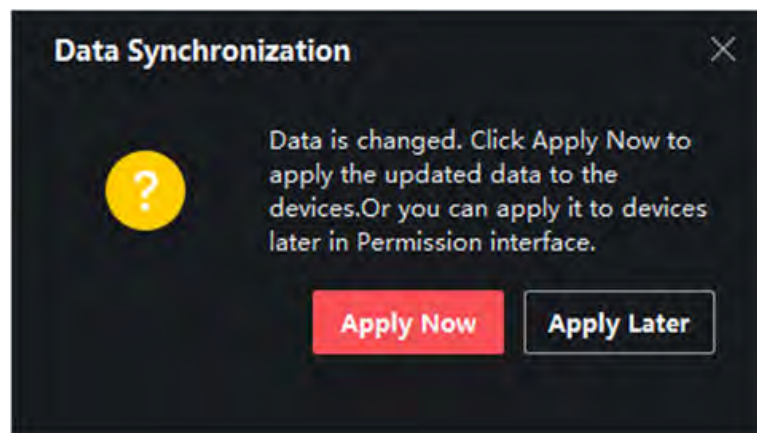 Data Synchronization
?
Data is changed. Click Apply Now to
apply the updated data to the
devices.Or you can apply it to devices
later in Permission interface.
Apply Now
Apply Later